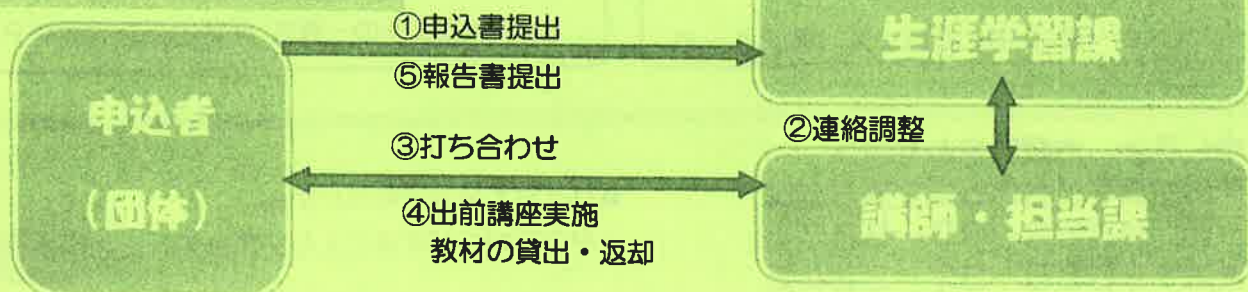 ①申込書提出
⑤報告書提出
生涯学習課
申込者
(団体)
②連絡調整
③打ち合わせ
④出前講座実施
教材の貸出・返却
講師・担当課